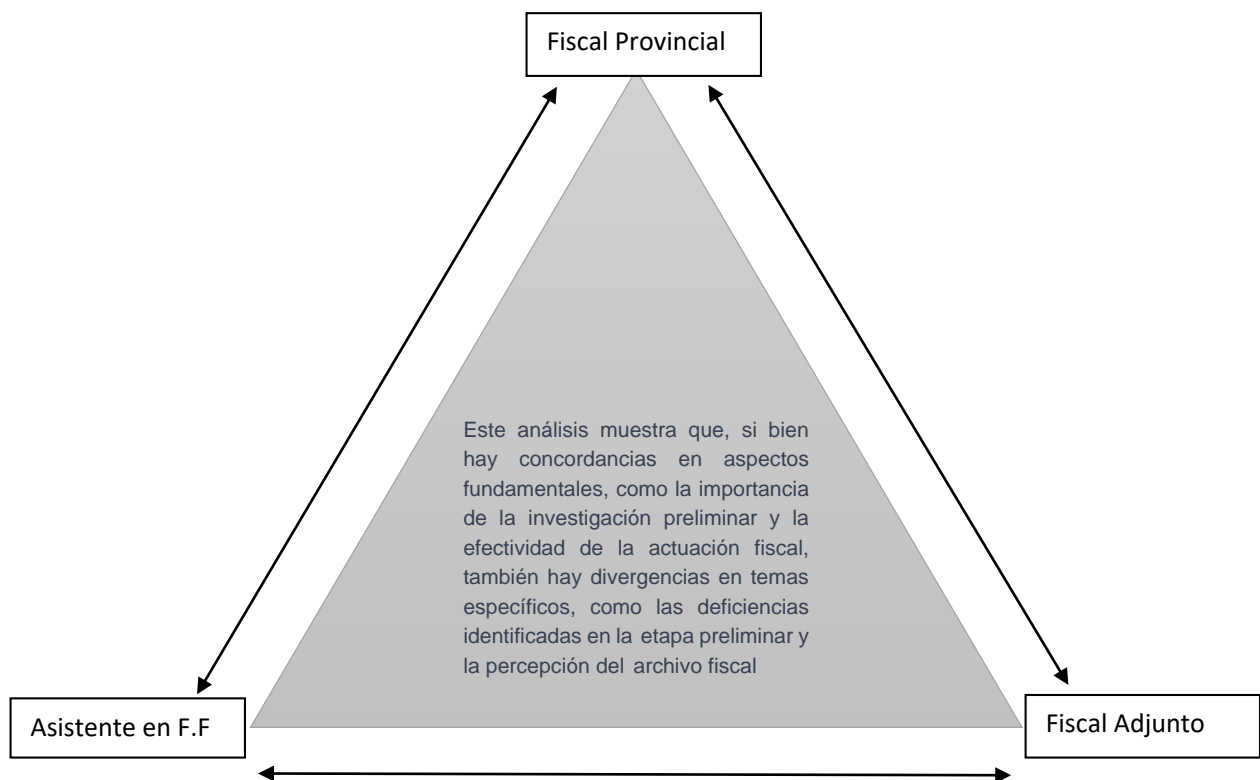 Fiscal Provincial
Este análisis muestra que, si bien
hay concordancias en aspectos
fundamentales, como la importancia
de la investigación preliminar y la
efectividad de la actuación fiscal,
también hay divergencias en temas
específicos, como las deficiencias
identificadas en la etapa preliminar y
la percepción del archivo fiscal
Asistente en F.F
Fiscal Adjunto